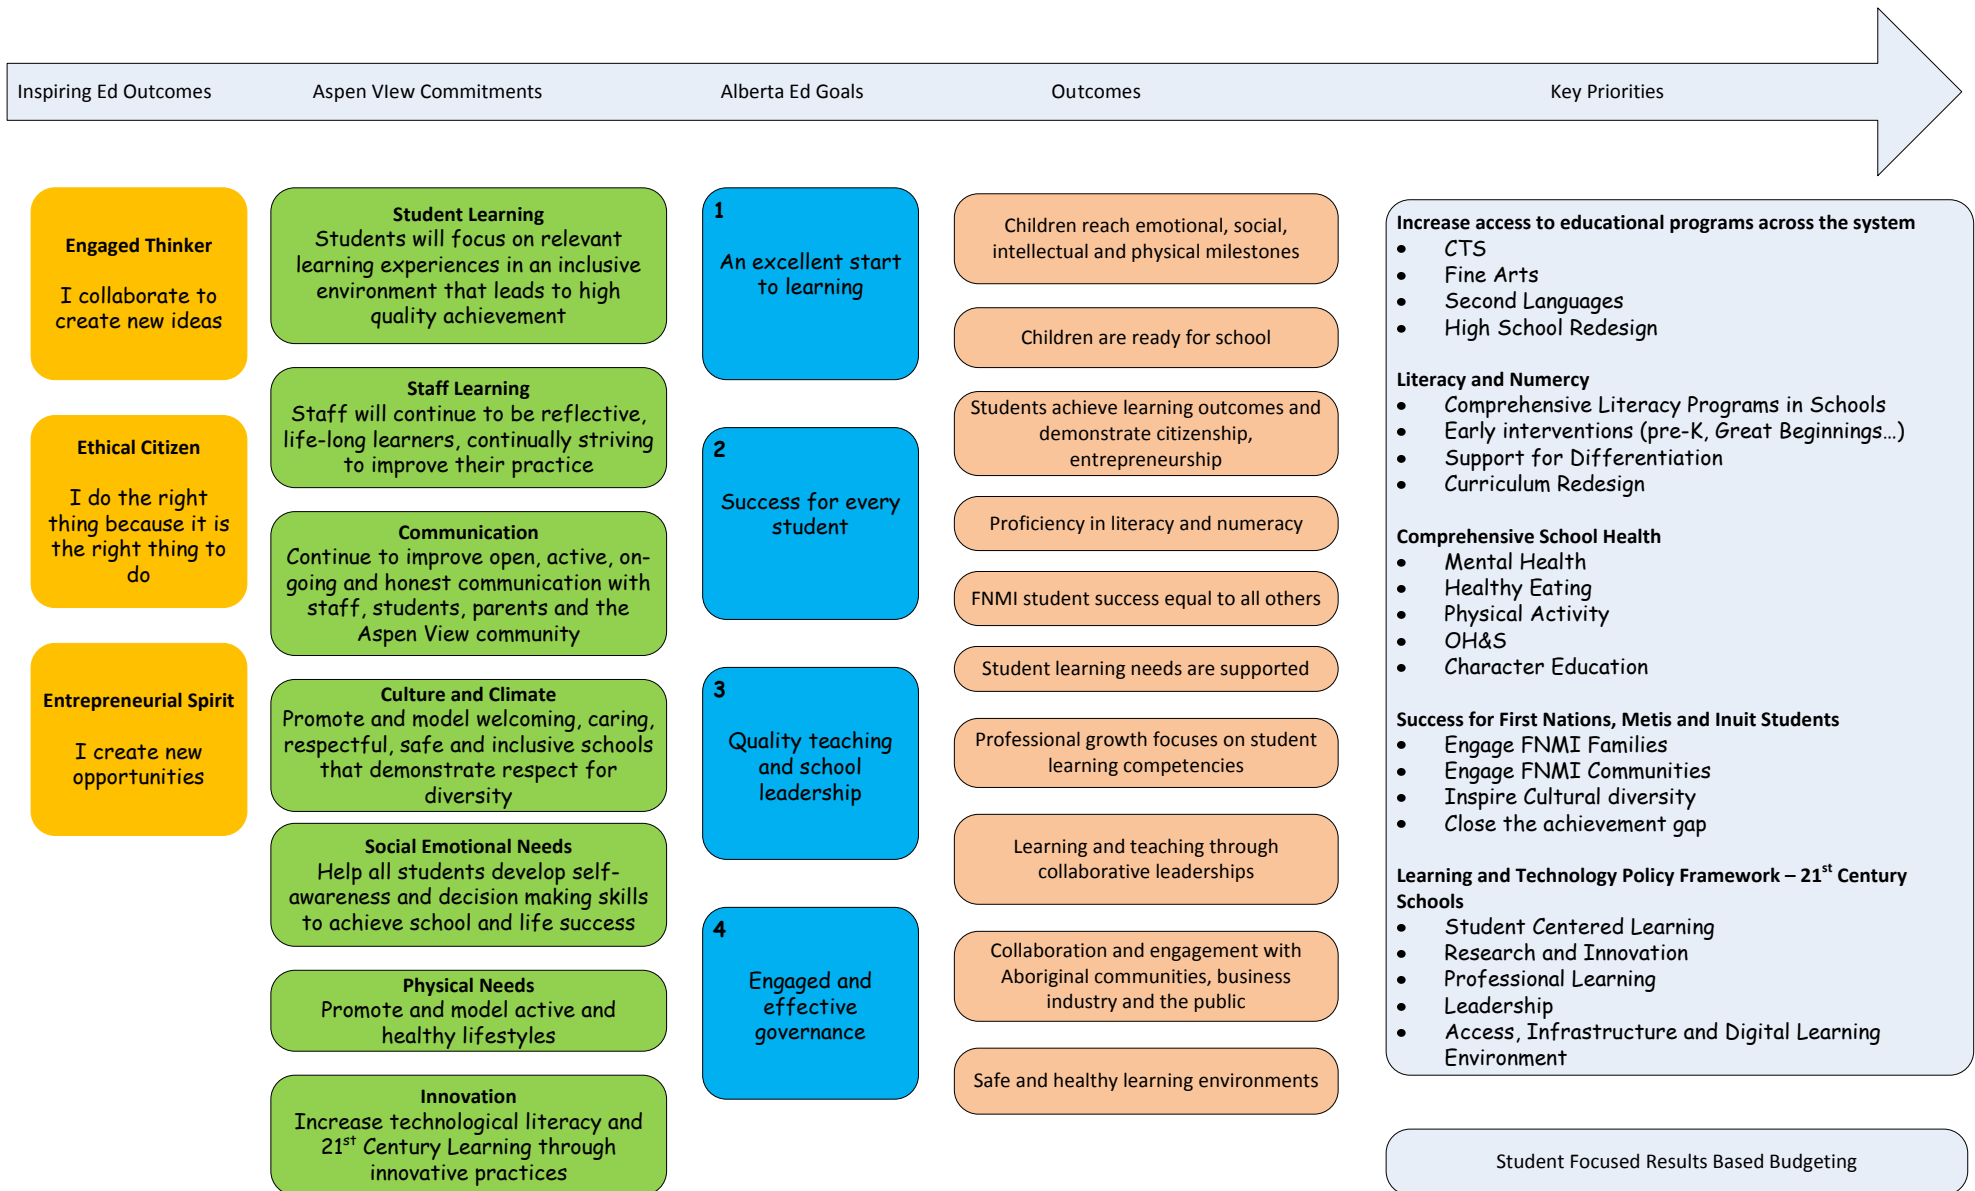 Inspiring Ed Outcomes
Aspen VIew Commitments
Alberta Ed Goals
Outcomes
Key Priorities
Engaged Thinker
I collaborate to
create new ideas
Ethical Citizen
I do the right
thing because it is
the right thing to
do
Entrepreneurial Spirit
I create new
opportunities
Student Learning
Students will focus on relevant
learning experiences in an inclusive
environment that leads to high
quality achievement
Staff Learning
Staff will continue to be reflective,
life-long learners, continually striving
to improve their practice
Communication
Continue to improve open, active, on-
going and honest communication with
staff, students, parents and the
Aspen View community
Culture and Climate
Promote and model welcoming, caring,
respectful, safe and inclusive schools
that demonstrate respect for
diversity
Social Emotional Needs
Help all students develop self-
awareness and decision making skills
to achieve school and life success
Physical Needs
Promote and model active and
healthy lifestyles
Innovation
Increase technological literacy and
21st Century Learning through
innovative practices
1
An excellent start
to learning
2
Success for every
student
3
Quality teaching
and school
leadership
4
Engaged and
effective
governance
Children reach emotional, social,
intellectual and physical milestones
Children are ready for school
Students achieve learning outcomes and
demonstrate citizenship,
entrepreneurship
Proficiency in literacy and numeracy
FNMI student success equal to all others
Student learning needs are supported
Professional growth focuses on student
learning competencies
Learning and teaching through
collaborative leaderships
Collaboration and engagement with
Aboriginal communities, business
industry and the public
Safe and healthy learning environments
Increase access to educational programs across the system
• CTS
• Fine Arts
• Second Languages
• High School Redesign
Literacy and Numercy
• Comprehensive Literacy Programs in Schools
• Early interventions (pre-K, Great Beginnings…)
• Support for Differentiation
• Curriculum Redesign
Comprehensive School Health
• Mental Health
• Healthy Eating
• Physical Activity
• OH&S
• Character Education
Success for First Nations, Metis and Inuit Students
• Engage FNMI Families
• Engage FNMI Communities
• Inspire Cultural diversity
• Close the achievement gap
Learning and Technology Policy Framework – 21st Century
Schools
• Student Centered Learning
• Research and Innovation
• Professional Learning
• Leadership
• Access, Infrastructure and Digital Learning
Environment
Student Focused Results Based Budgeting